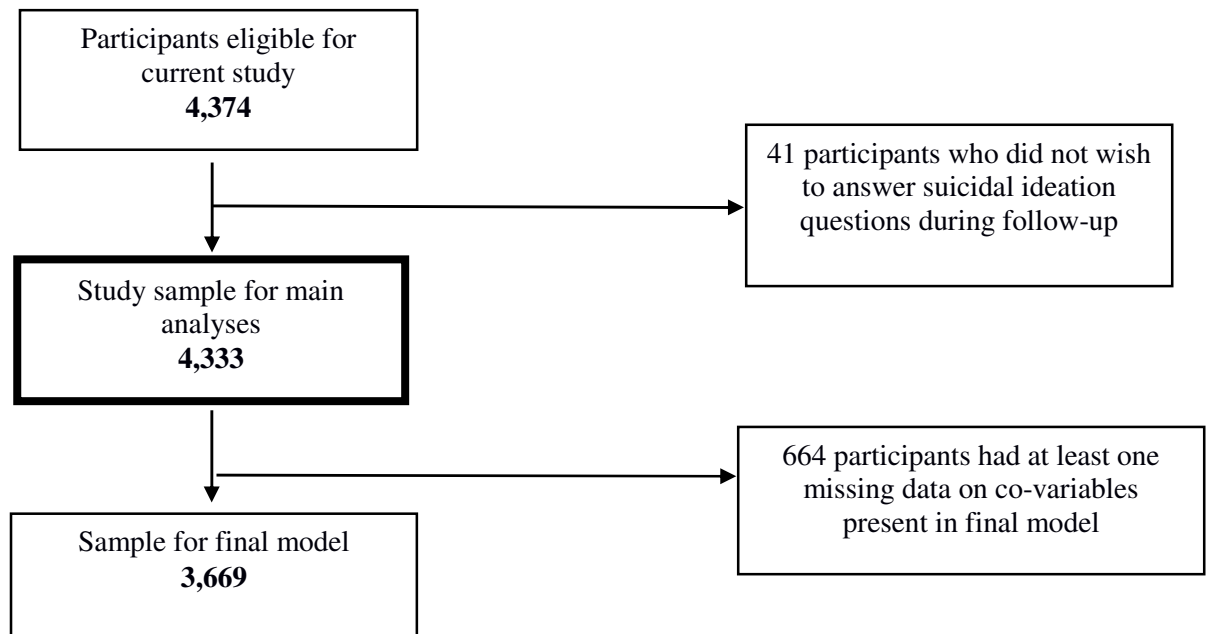 Participants eligible for
current study
4,374
41 participants who did not wish
to answer suicidal ideation
questions during follow-up
Study sample for main
analyses
4,333
664 participants had at least one
missing data on co-variables
present in final model
Sample for final model
3,669